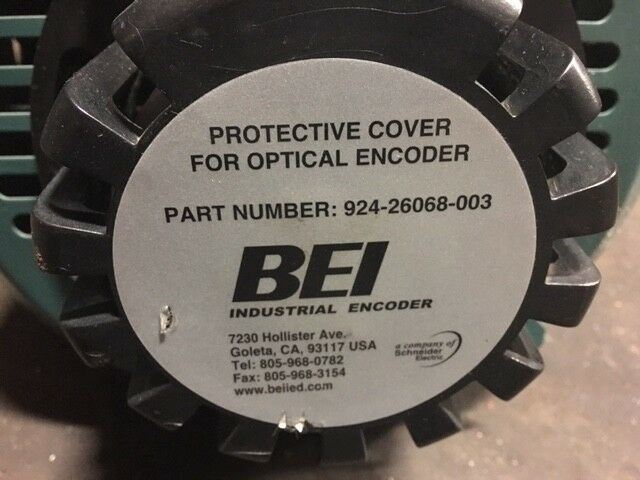 PROTECTIVE COVER
FOR OPTICAL ENCODER
PART NUMBER: 924-26068-003
BEI
INDUSTRIAL ENCODER
7230 Hollister Ave.
Goleta, CA, 93117 USA
Tel: 805-968-0782
Fax: 805-968-3154
www.beiied.com
a company of
Schneider
Electric